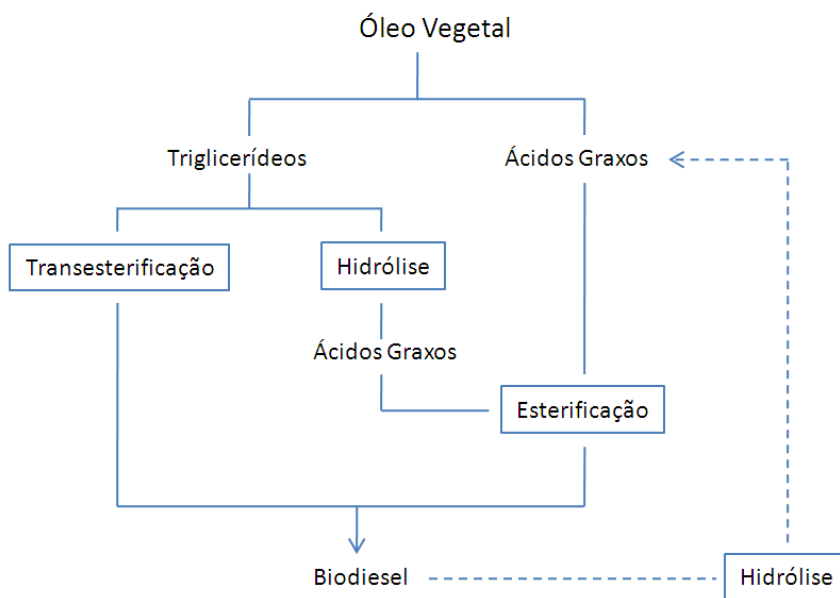 Óleo Vegetal
Triglicerídeos
Ácidos Graxos
Transesterificação
Hidrólise
Ácidos Graxos
Esterificação
Biodiesel
Hidrólise